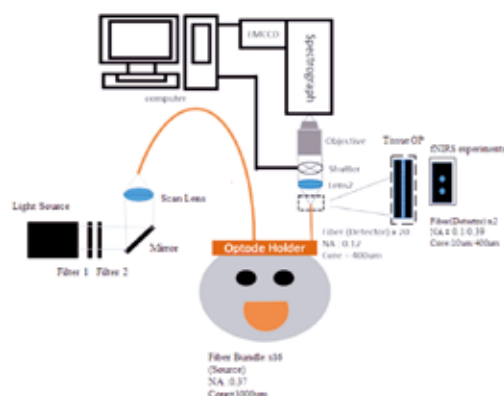 EMCCD
Spectrograph
computer
Objective
Shutter
Lens2
Tissue OP
fNIRS experiments
Scan Lens
Light Source
Mirror
Filter 1
Filter 2
Optode Holder
Fiber (Detector) x 20
NA : 0.12
Core = 400um
Fiber(Detector) x2
Fiber Bundle x16
(Source)
NA :0.37
Core=1000um